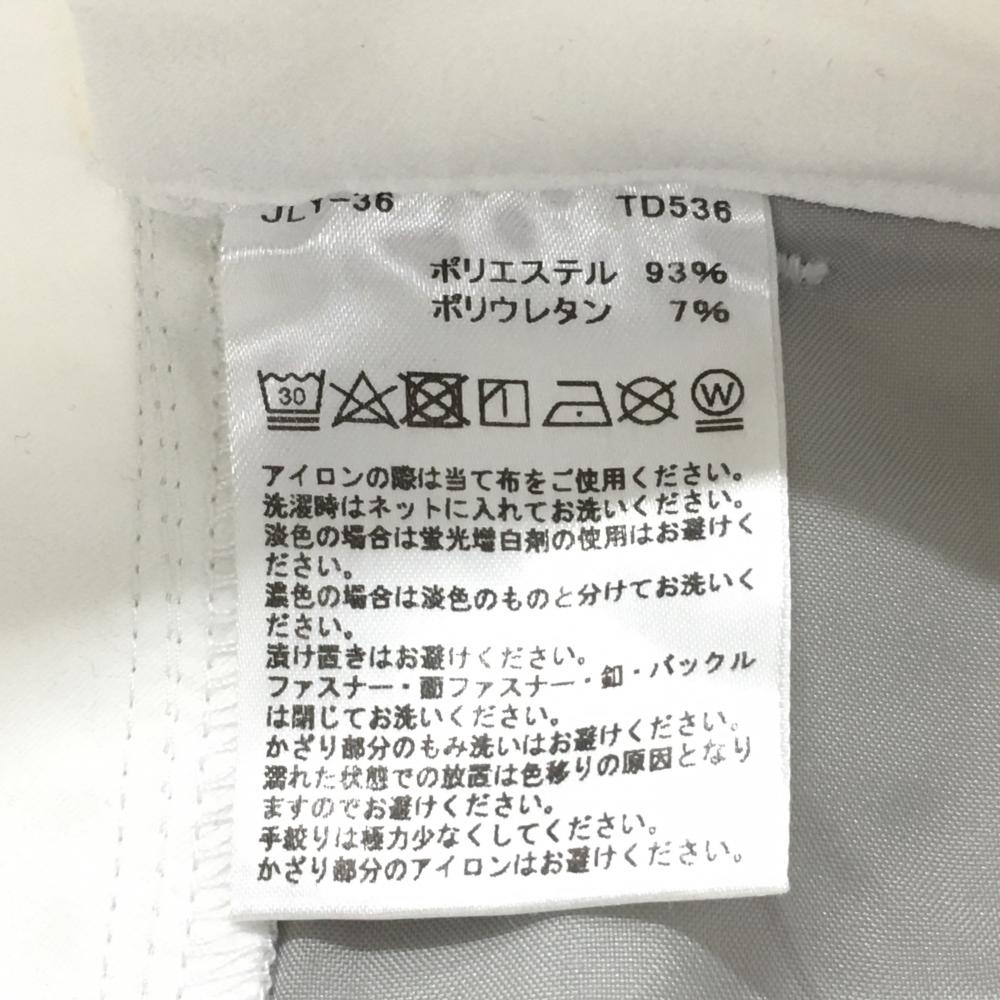 JLY-36 TD536
ポリエステル 93%
ポリウレタン 7%
30 W
アイロンの際は当て布をご使用ください。
洗濯時はネットに入れてお洗いください。
淡色の場合は蛍光増白剤の使用はお避けく
ださい。
濃色の場合は淡色のものと分けてお洗いく
ださい。
漬け置きはお避けください。
ファスナー・面ファスナー・釦・バックル
は閉じてお洗いください。
かざり部分のもみ洗いはお避けください。
濡れた状態での放置は色移りの原因となり
ますのでお避けください。
手絞りは極力少なくしてください。
かざり部分のアイロンはお避けください。